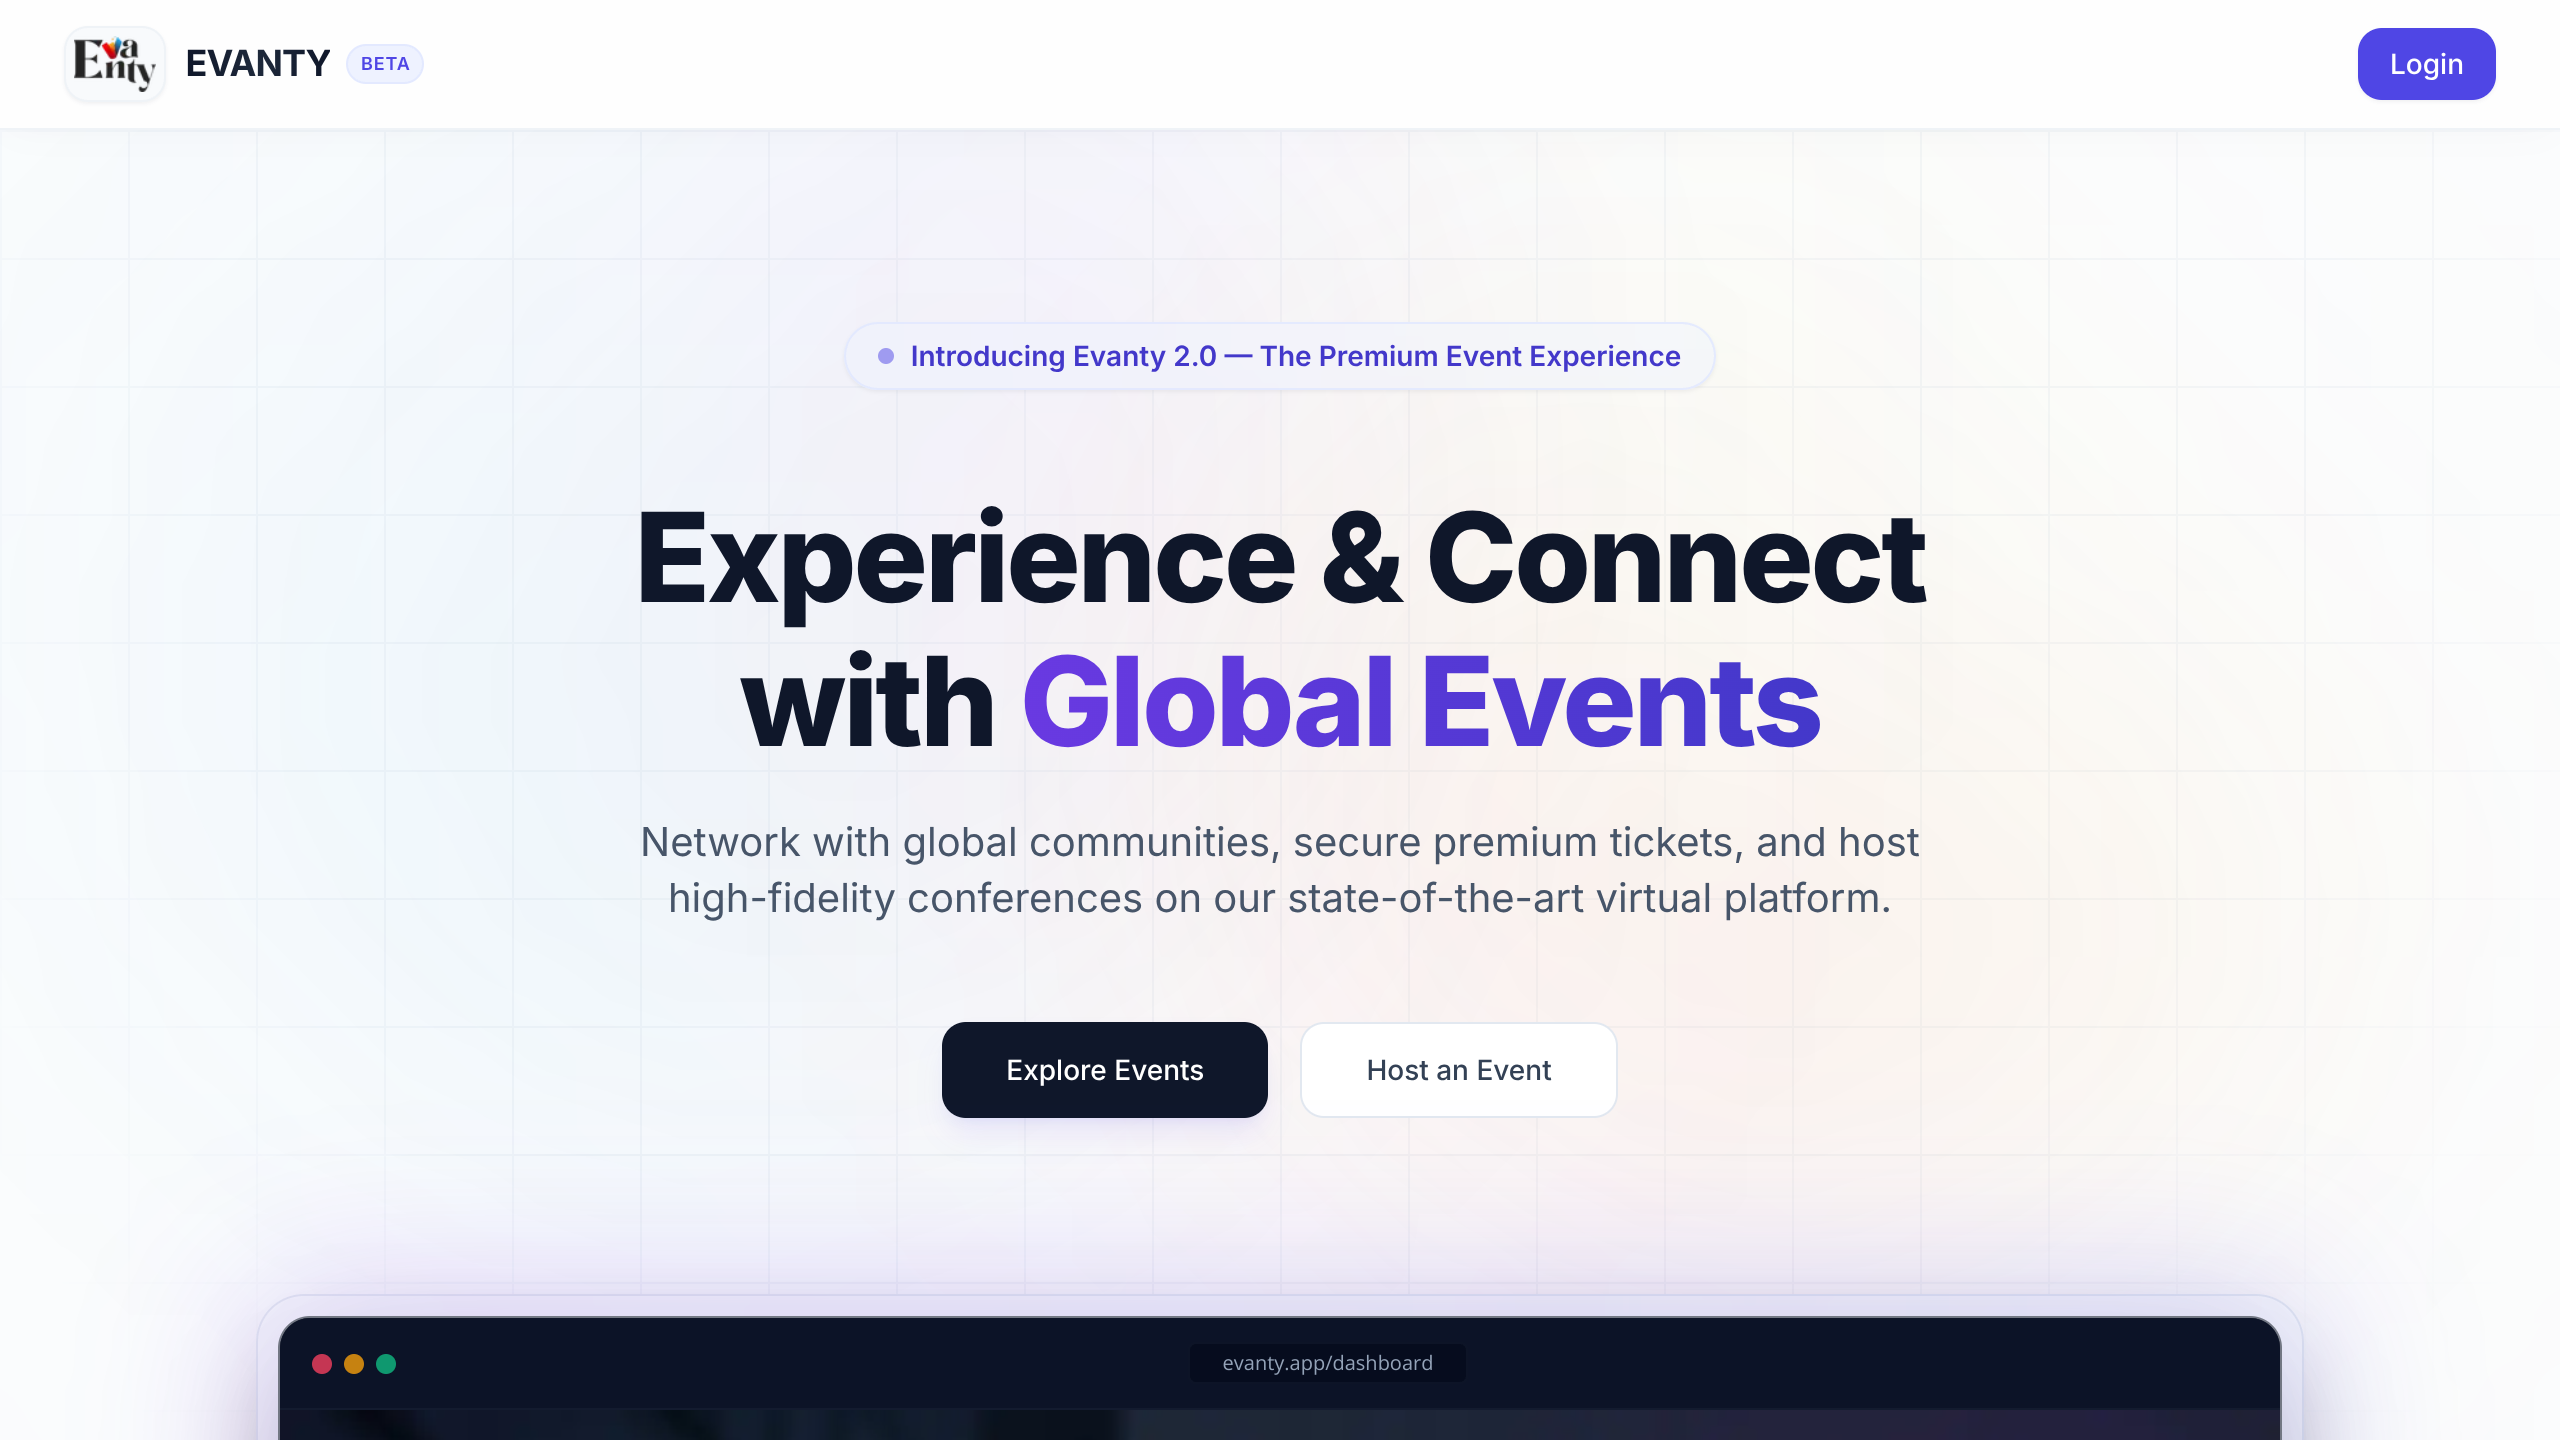 Eva
Enty
EVANTY
BETA
Login
Introducing Evanty 2.0 — The Premium Event Experience
Experience & Connect
with Global Events
Network with global communities, secure premium tickets, and host
high-fidelity conferences on our state-of-the-art virtual platform.
Explore Events
Host an Event
evanty.app/dashboard